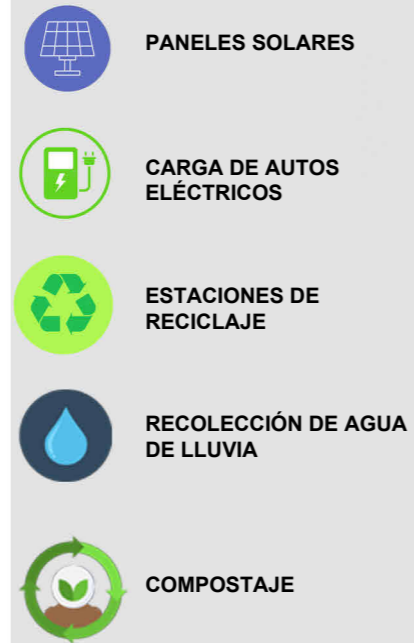 PANELES SOLARES
CARGA DE AUTOS
ELÉCTRICOS
ESTACIONES DE
RECICLAJE
RECOLECCIÓN DE AGUA
DE LLUVIA
COMPOSTAJE